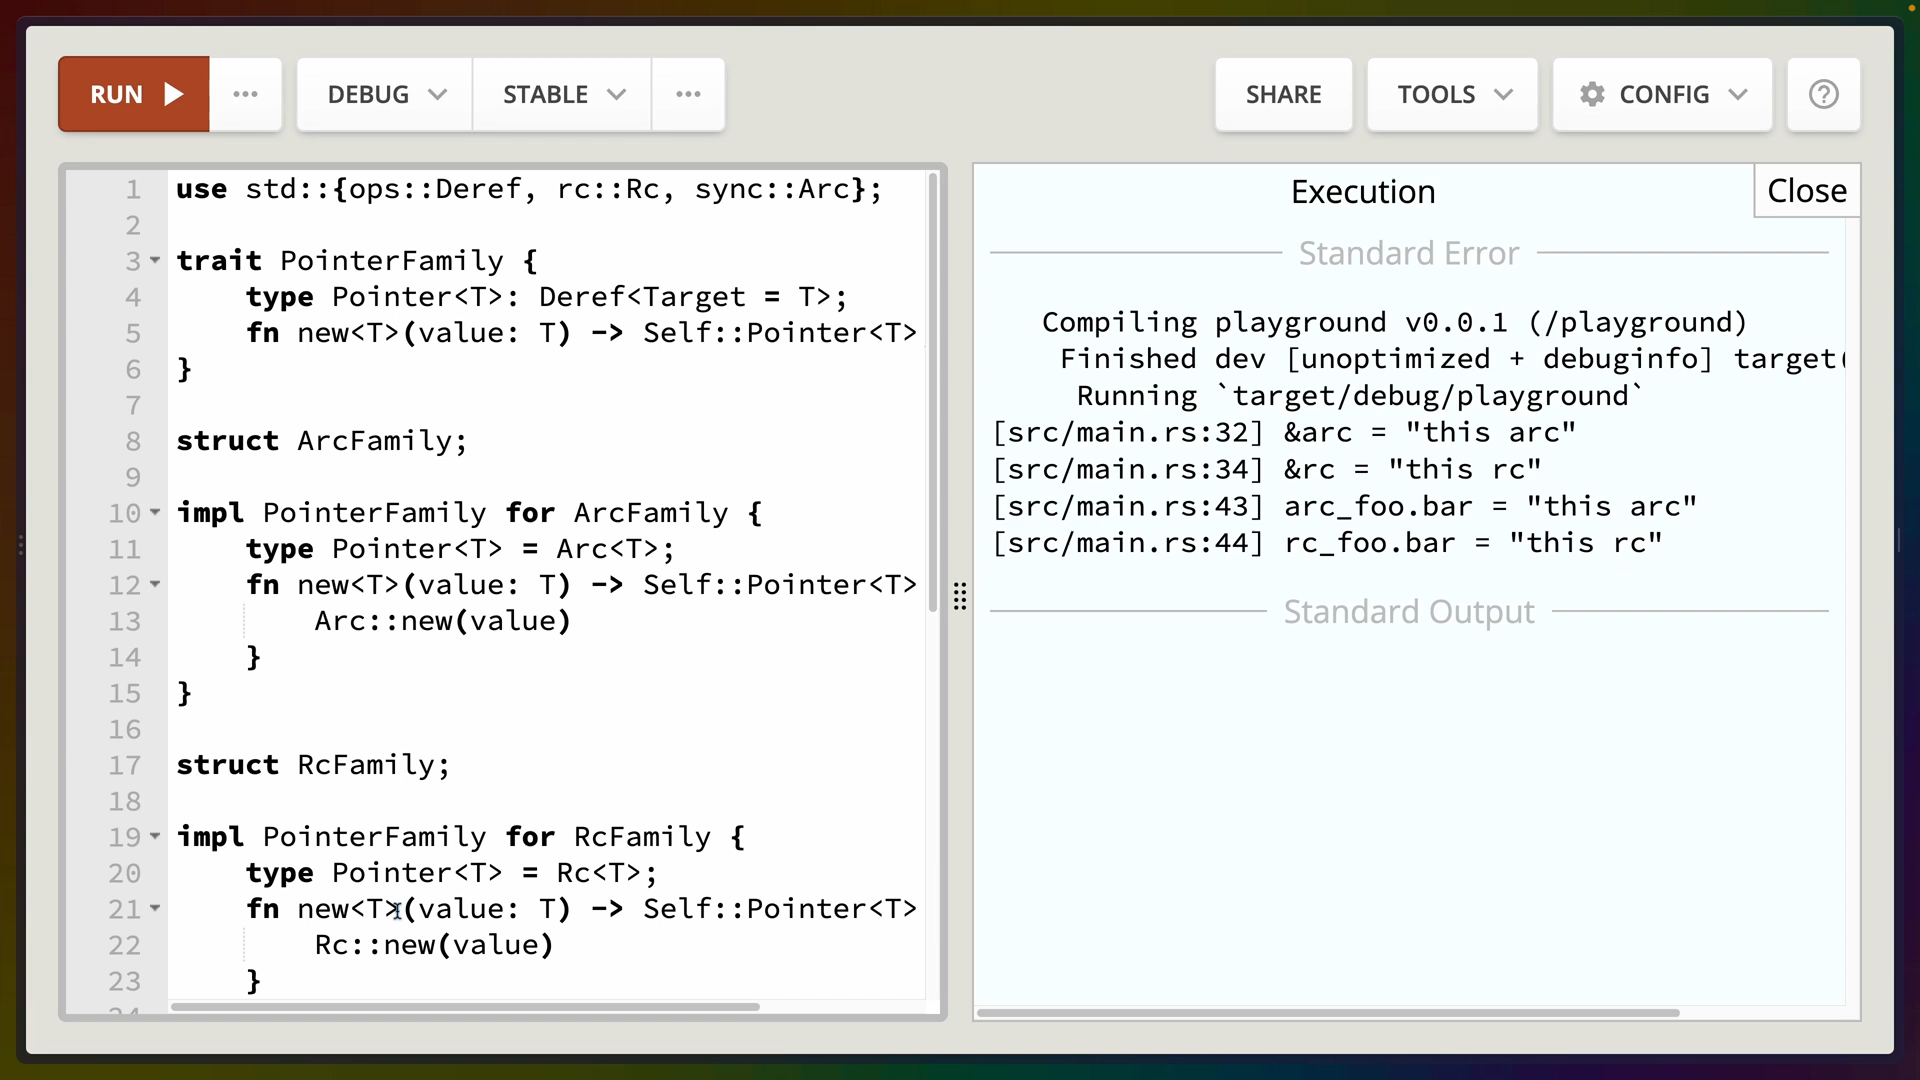 RUN
DEBUG
STABLE
SHARE
TOOLS
CONFIG
1 use std::{ops::Deref, rc::Rc, sync::Arc};
2
3 trait PointerFamily {
4     type Pointer<T>: Deref<Target = T>;
5     fn new<T>(value: T) -> Self::Pointer<T>
6 }
7
8 struct ArcFamily;
9
10 impl PointerFamily for ArcFamily {
11     type Pointer<T> = Arc<T>;
12     fn new<T>(value: T) -> Self::Pointer<T>
13         Arc::new(value)
14     }
15 }
16
17 struct RcFamily;
18
19 impl PointerFamily for RcFamily {
20     type Pointer<T> = Rc<T>;
21     fn new<T>(value: T) -> Self::Pointer<T>
22         Rc::new(value)
23     }
Execution
Close
Standard Error
   Compiling playground v0.0.1 (/playground)
    Finished dev [unoptimized + debuginfo] target(
     Running `target/debug/playground`
[src/main.rs:32] &arc = "this arc"
[src/main.rs:34] &rc = "this rc"
[src/main.rs:43] arc_foo.bar = "this arc"
[src/main.rs:44] rc_foo.bar = "this rc"
Standard Output